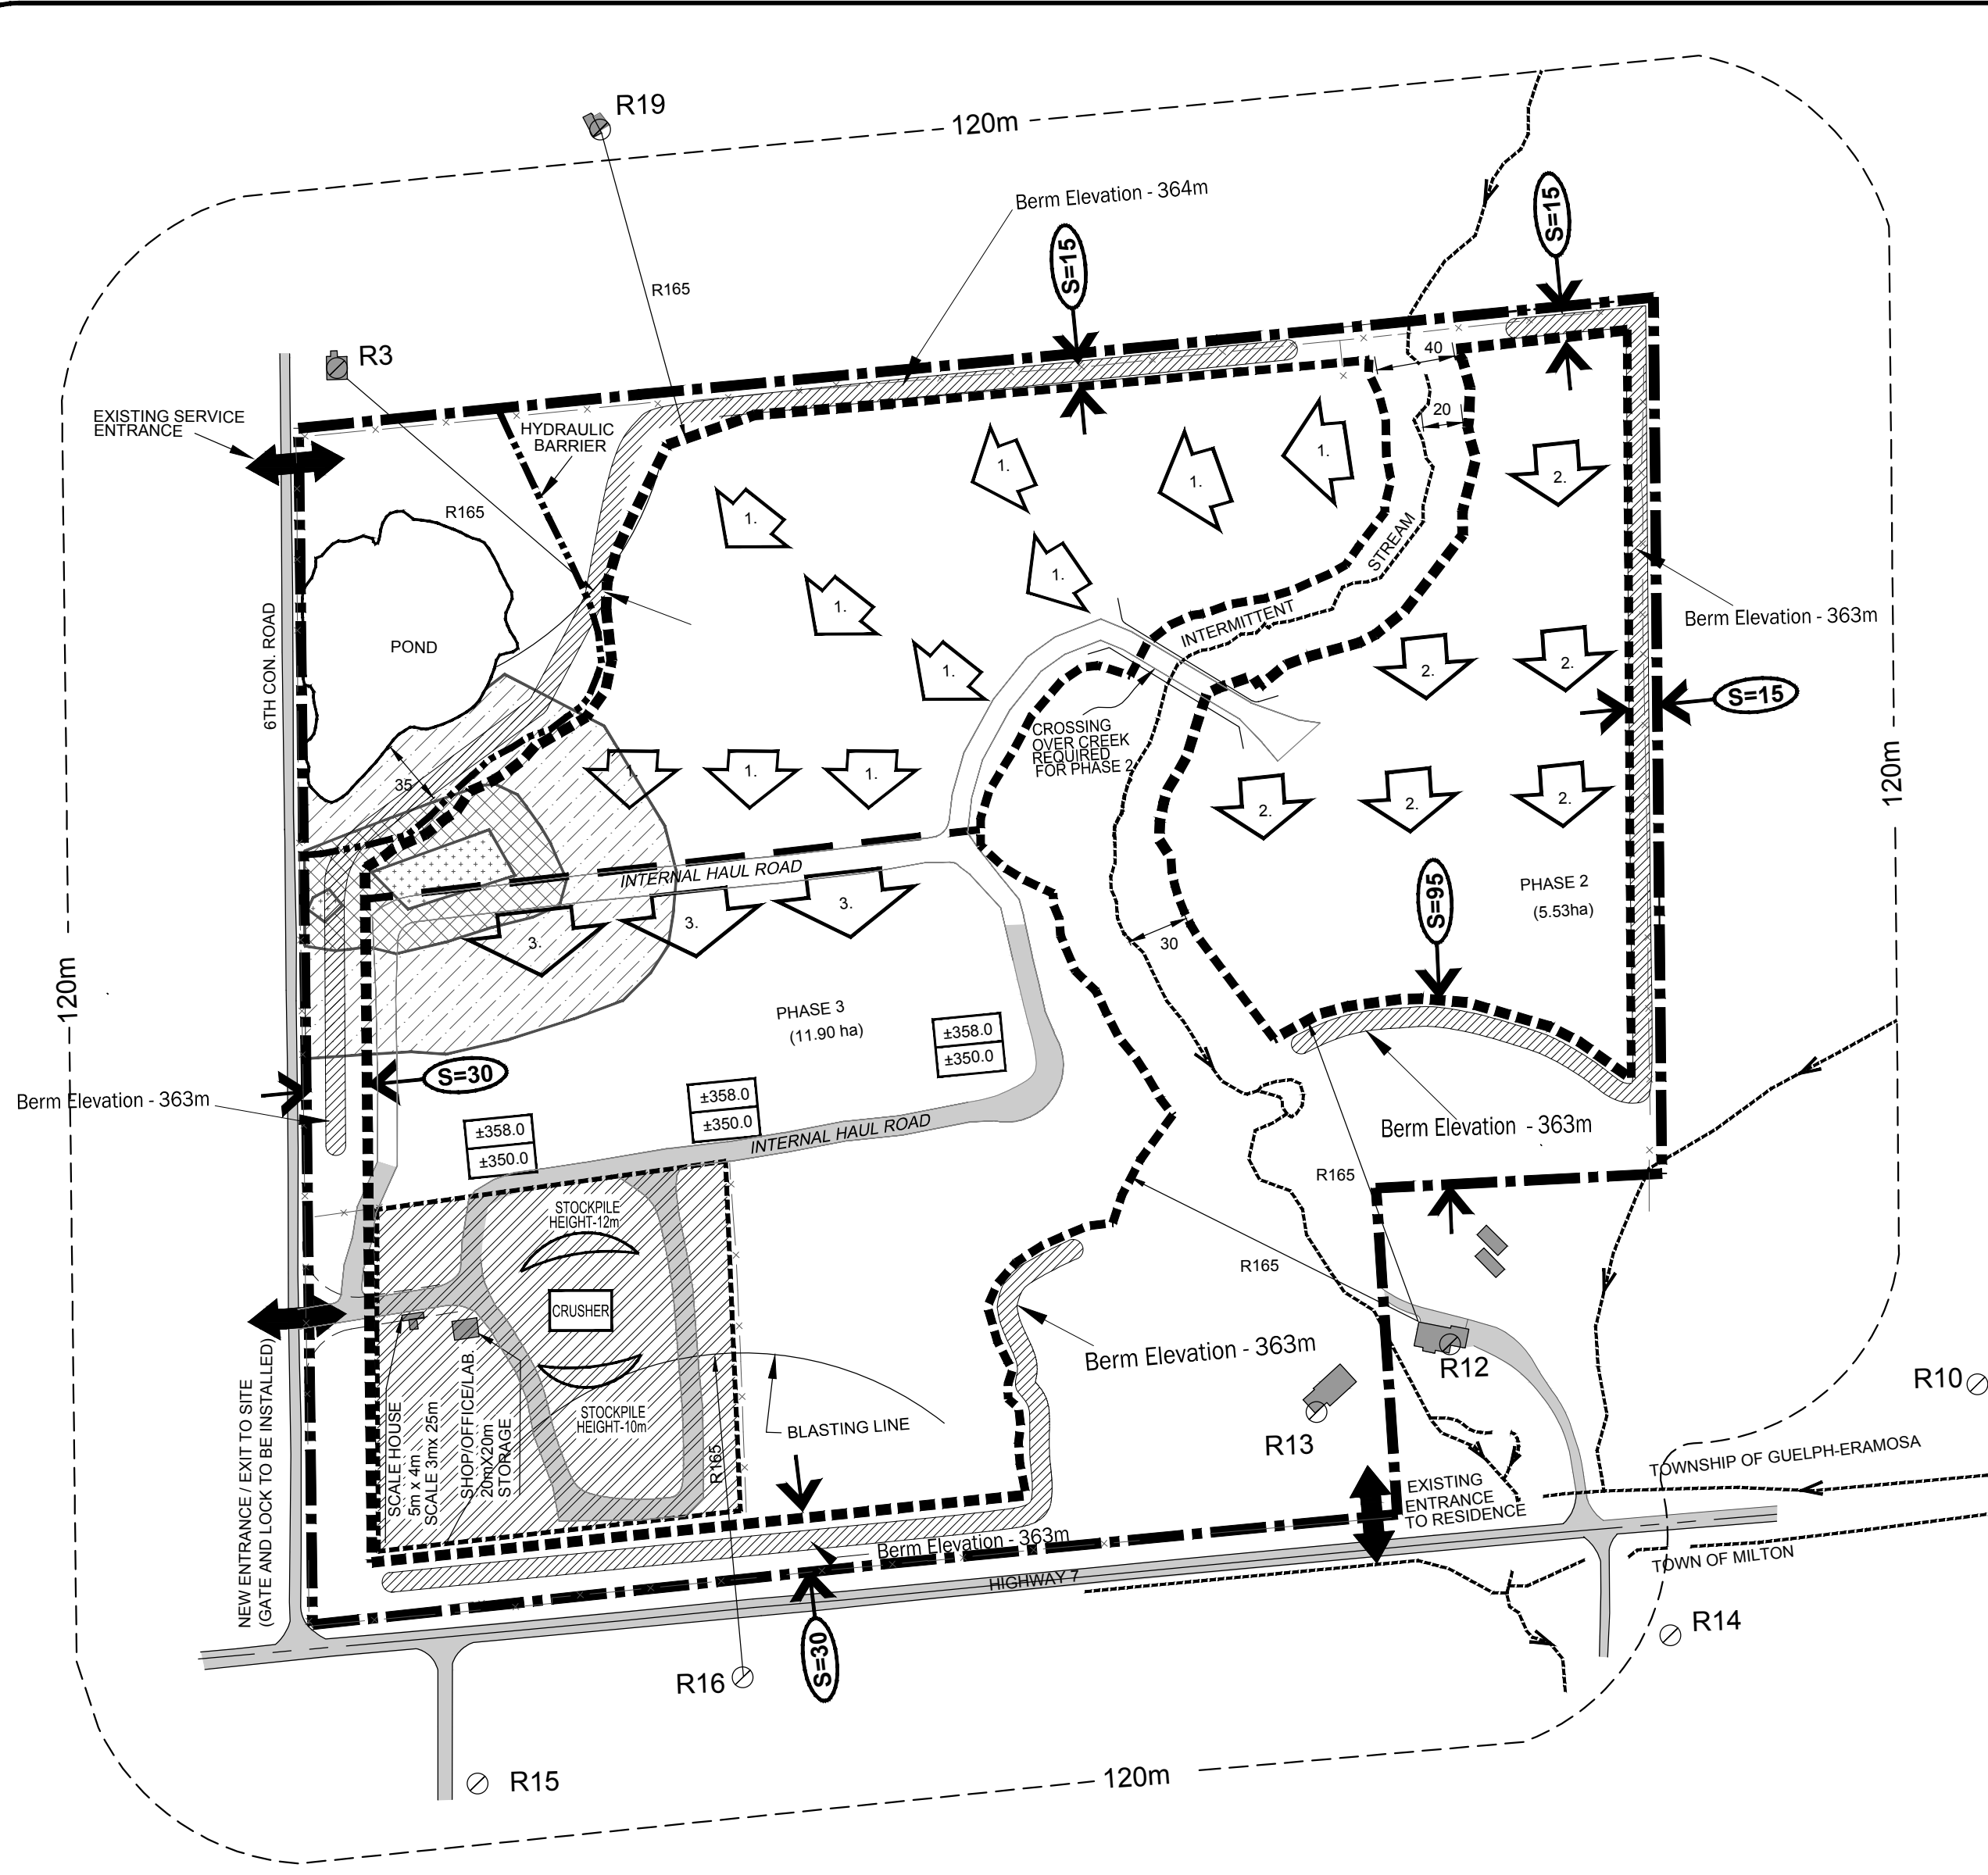 R19
120m
Berm Elevation - 364m
S=15
S=15
R165
R3
40
EXISTING SERVICE
ENTRANCE
HYDRAULIC
BARRIER
20
1.
1.
1.
2.
R165
1.
STREAM
1.
1.
6TH CON. ROAD
POND
INTERMITTENT
Berm Elevation - 363m
1.
2.
2.
S=15
CROSSING
OVER CREEK
REQUIRED
FOR PHASE 2
35
1.
1.
1.
120m
2.
2.
2.
INTERNAL HAUL ROAD
S=95
PHASE 2
(5.53ha)
3.
3.
3.
30
120m
PHASE 3
(11.90 ha)
±358.0
±350.0
S=30
Berm Elevation - 363m
±358.0
±350.0
±358.0
±350.0
INTERNAL HAUL ROAD
Berm Elevation - 363m
R165
STOCKPILE
HEIGHT-12m
R165
CRUSHER
Berm Elevation - 363m
R12
R10
NEW ENTRANCE / EXIT TO SITE
(GATE AND LOCK TO BE INSTALLED)
SCALE HOUSE
5m x 4m
SCALE 3mx 25m
SHOP/OFFICE/LAB.
20mX20m
STORAGE
STOCKPILE
HEIGHT-10m
BLASTING LINE
R165
R13
TOWNSHIP OF GUELPH-ERAMOSA
EXISTING
ENTRANCE
TO RESIDENCE
Berm Elevation - 363m
TOWN OF MILTON
HIGHWAY 7
R14
S=30
R16
R15
120m